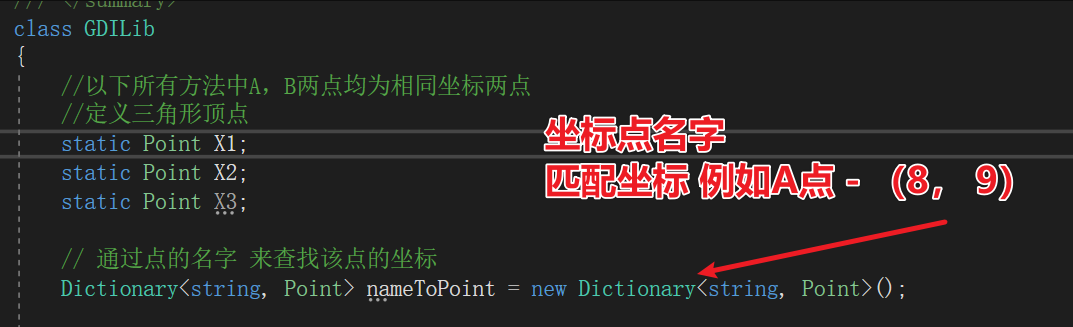 /// </summary>
class GDILib
{
//以下所有方法中A，B两点均为相同坐标两点
//定义三角形顶点
static Point X1;
static Point X2;
static Point X3;
坐标点名字
匹配坐标 例如A点 - （8， 9）
// 通过点的名字 来查找该点的坐标
Dictionary<string, Point> nameToPoint = new Dictionary<string, Point>();